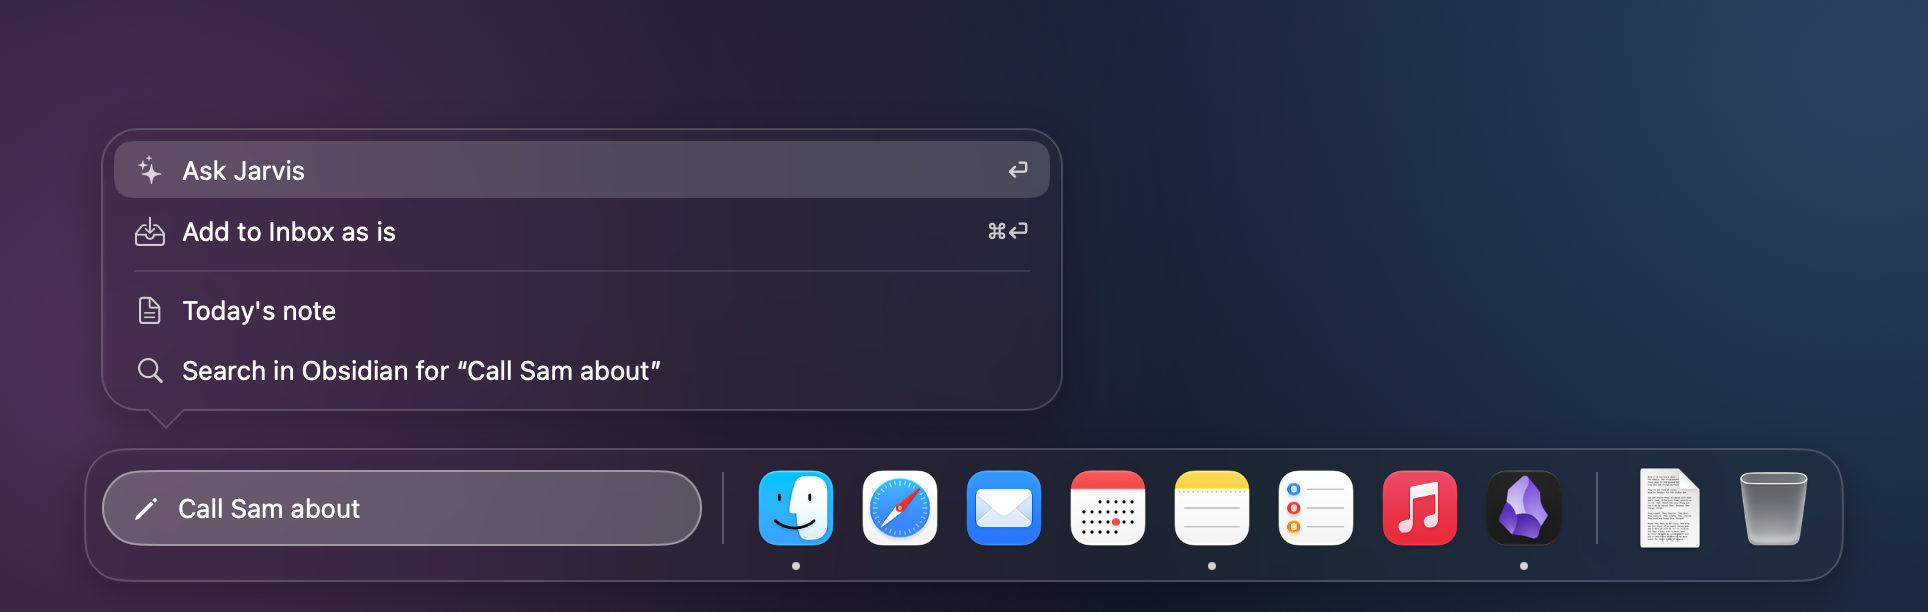 Ask Jarvis
Add to Inbox as is ⌘↩
Today's note
Search in Obsidian for “Call Sam about”
Call Sam about